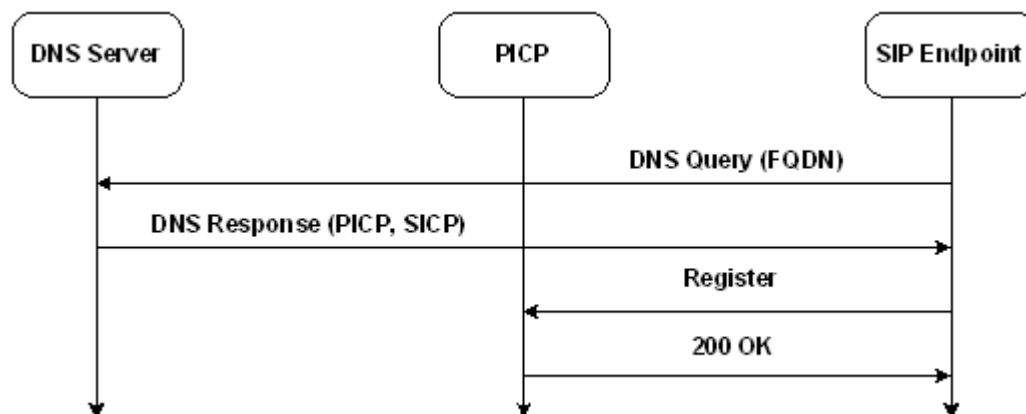 DNS Server
PICP
SIP Endpoint
DNS Query (FQDN)
DNS Response (PICP, SICP)
Register
200 OK